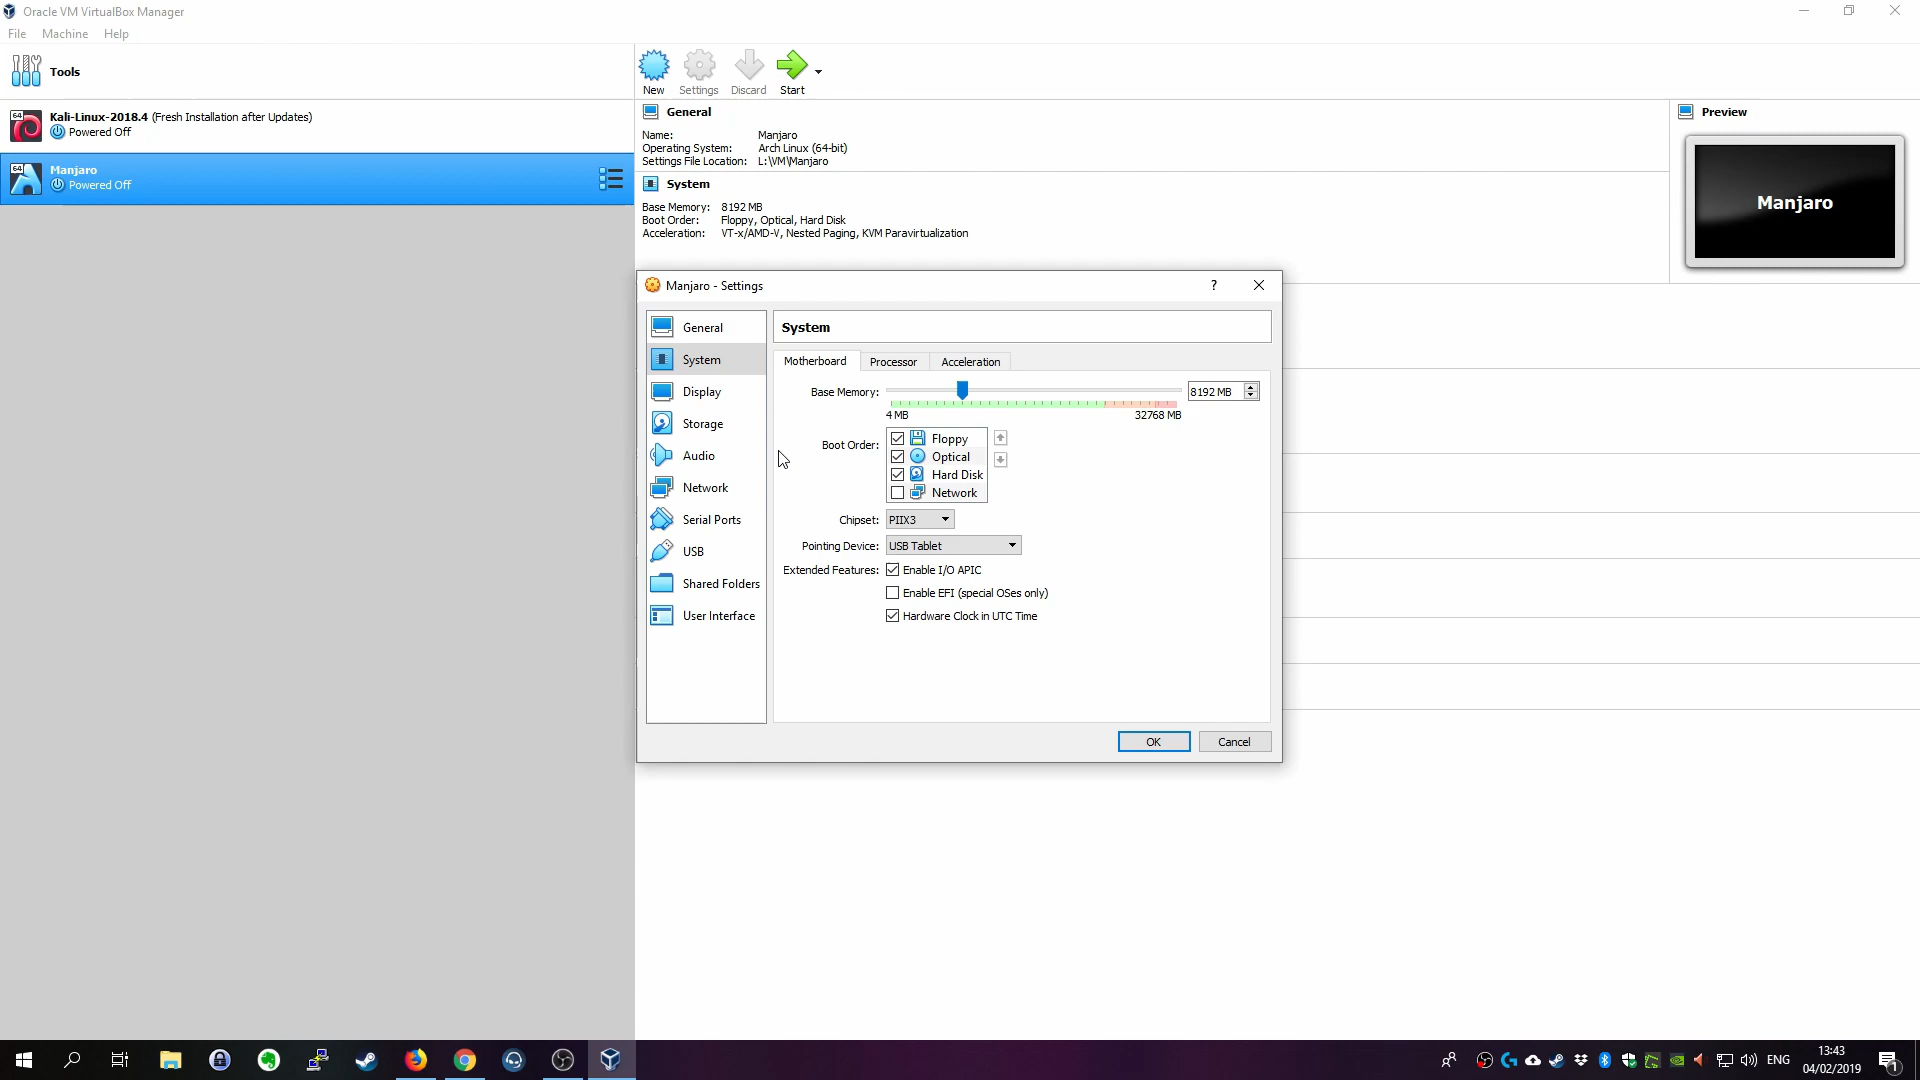 Oracle VM VirtualBox Manager
File Machine Help
Tools
New Settings Discard Start
64 Kali-Linux-2018.4 (Fresh Installation after Updates)
Powered Off
64 Manjaro
Powered Off
General
Name: Manjaro
Operating System: Arch Linux (64-bit)
Settings File Location: L:\VM\Manjaro
System
Base Memory: 8192 MB
Boot Order: Floppy, Optical, Hard Disk
Acceleration: VT-x/AMD-V, Nested Paging, KVM Paravirtualization
Preview
Manjaro
Manjaro - Settings ?
General
System
Display
Storage
Audio
Network
Serial Ports
USB
Shared Folders
User Interface
System
Motherboard Processor Acceleration
Base Memory: 8192 MB
4 MB 32768 MB
Boot Order: Floppy
Optical
Hard Disk
Network
Chipset: PIIX3
Pointing Device: USB Tablet
Extended Features: Enable I/O APIC
Enable EFI (special OSes only)
Hardware Clock in UTC Time
OK Cancel
ENG
13:43
04/02/2019
1